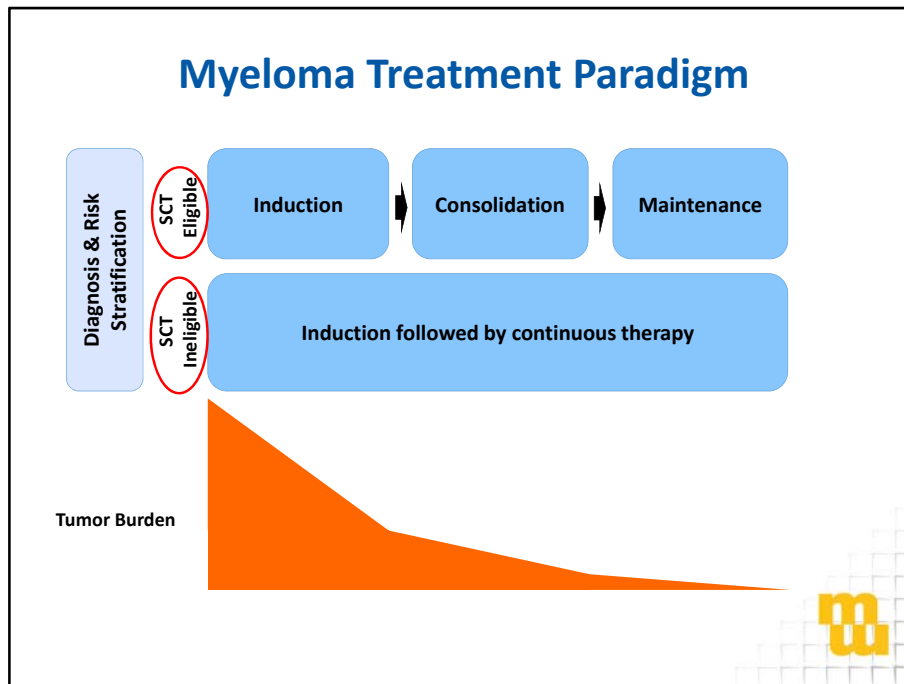 Myeloma Treatment Paradigm
Diagnosis & Risk
Stratification
SCT
Eligible
Induction
Consolidation
Maintenance
SCT
Ineligible
Induction followed by continuous therapy
Tumor Burden